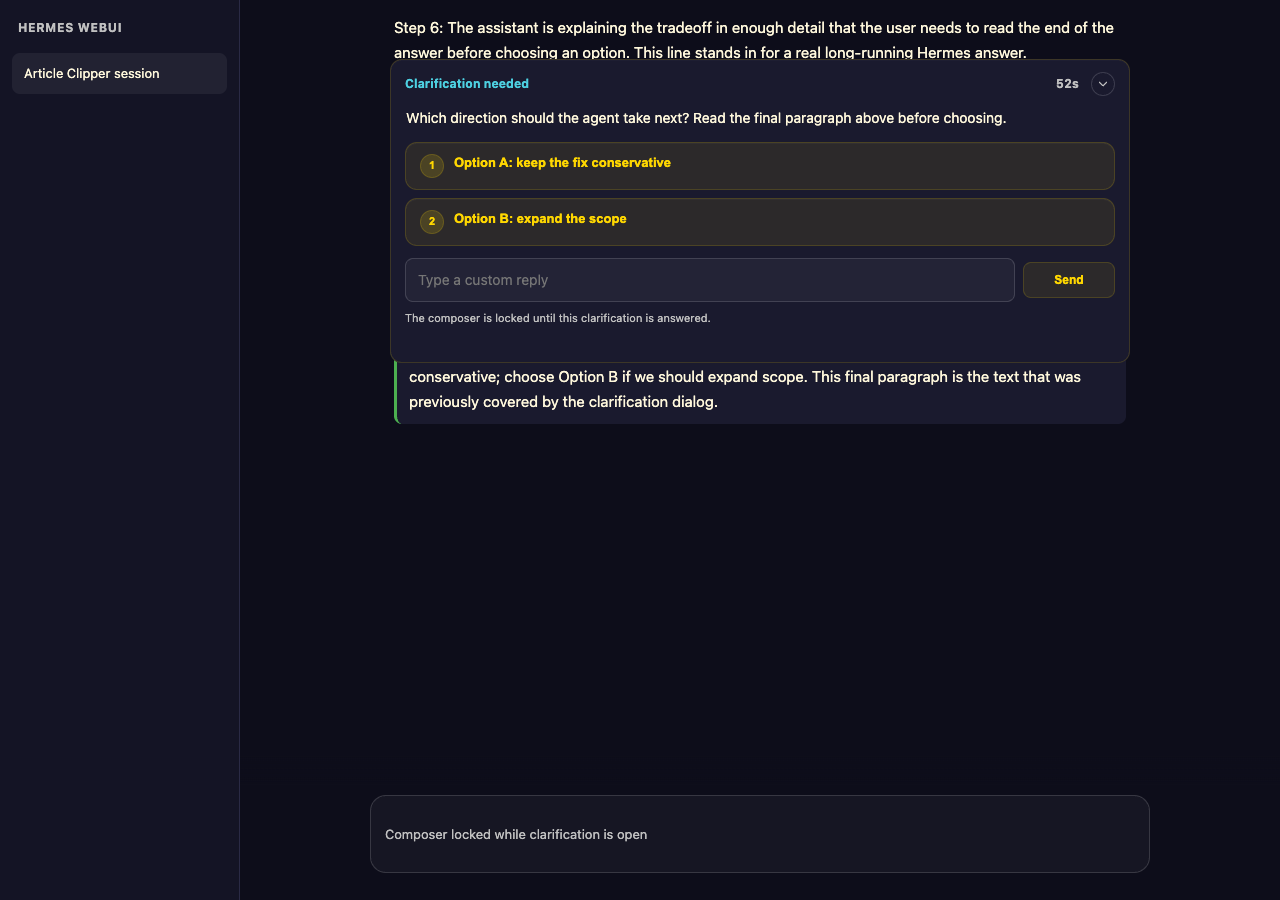 HERMES WEBUI
Article Clipper session
Step 6: The assistant is explaining the tradeoff in enough detail that the user needs to read the end of the
answer before choosing an option. This line stands in for a real long-running Hermes answer.
Clarification needed
52s
Which direction should the agent take next? Read the final paragraph above before choosing.
1 Option A: keep the fix conservative
2 Option B: expand the scope
Type a custom reply
Send
The composer is locked until this clarification is answered.
conservative; choose Option B if we should expand scope. This final paragraph is the text that was
previously covered by the clarification dialog.
Composer locked while clarification is open